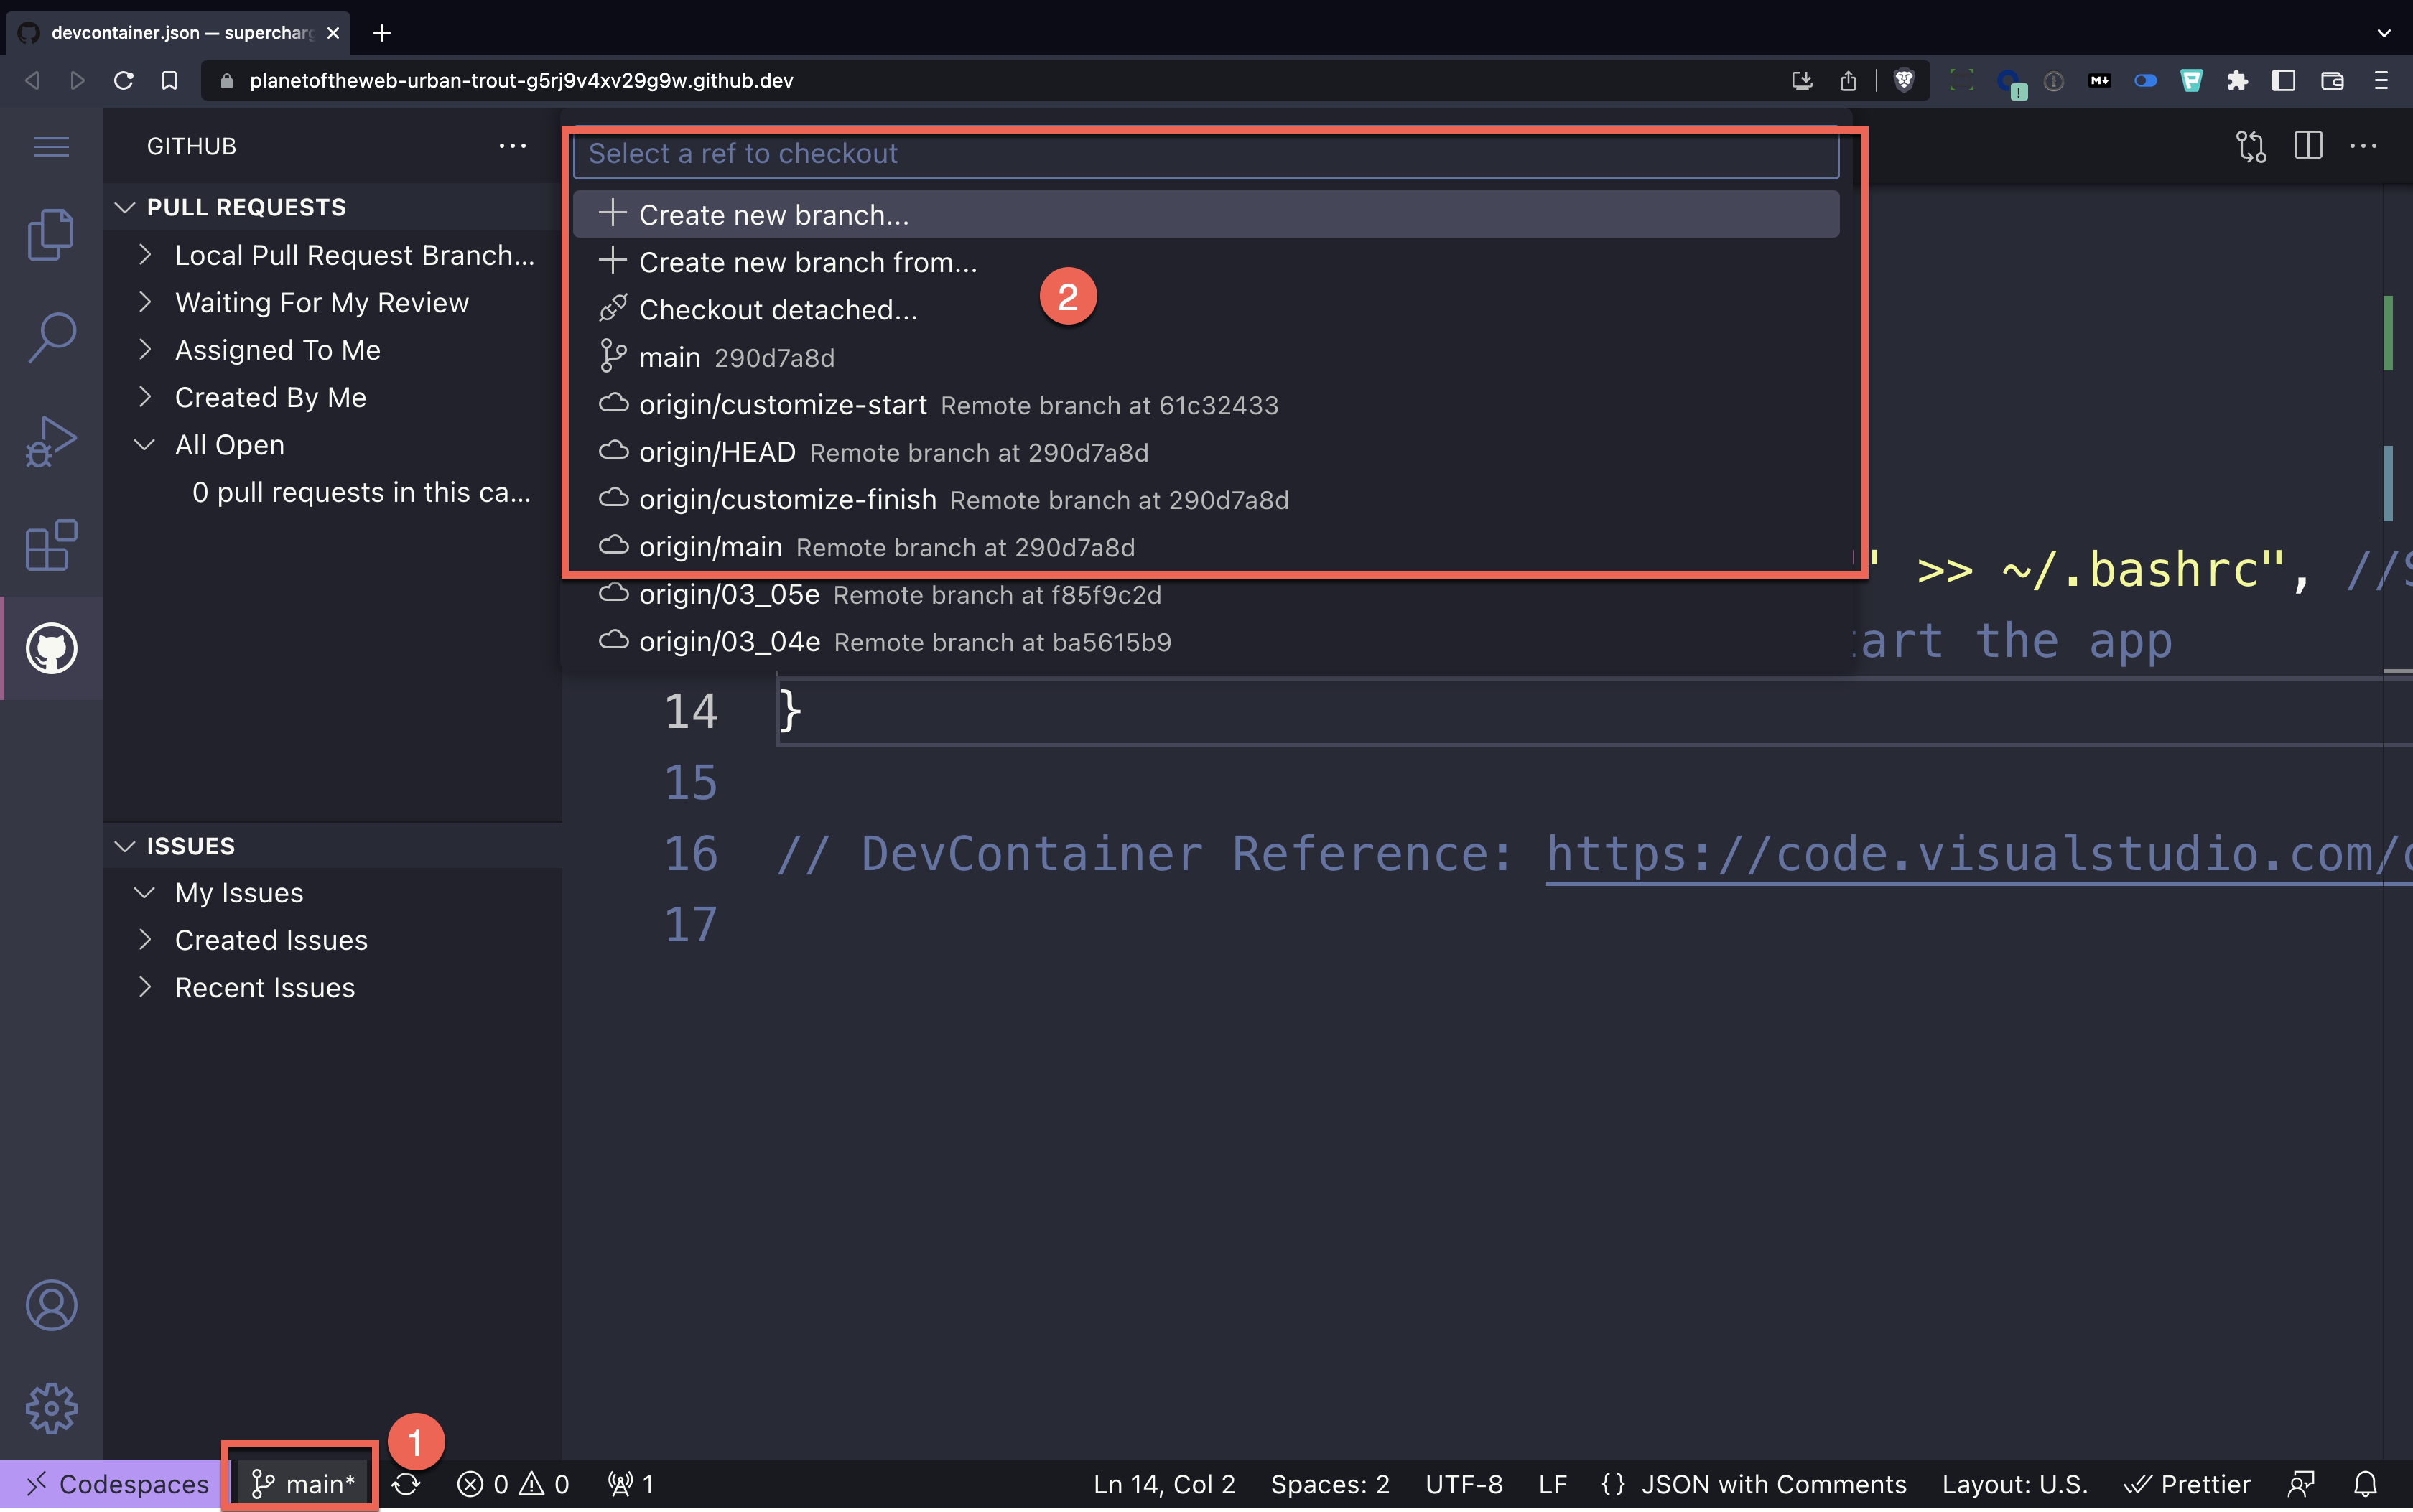 devcontainer.json — supercharg
planetoftheweb-urban-trout-g5rj9v4xv29g9w.github.dev
GITHUB
PULL REQUESTS
Local Pull Request Branch...
Waiting For My Review
Assigned To Me
Created By Me
All Open
0 pull requests in this ca...
ISSUES
My Issues
Created Issues
Recent Issues
Select a ref to checkout
Create new branch...
Create new branch from...
Checkout detached...
2
main 290d7a8d
origin/customize-start Remote branch at 61c32433
origin/HEAD Remote branch at 290d7a8d
origin/customize-finish Remote branch at 290d7a8d
origin/main Remote branch at 290d7a8d
origin/03_05e Remote branch at f85f9c2d
origin/03_04e Remote branch at ba5615b9
" >> ~/.bashrc", //S
tart the app
14 }
15
16 // DevContainer Reference: https://code.visualstudio.com/d
17
1
Codespaces main* 0 0 1 Ln 14, Col 2 Spaces: 2 UTF-8 LF {} JSON with Comments Layout: U.S. Prettier